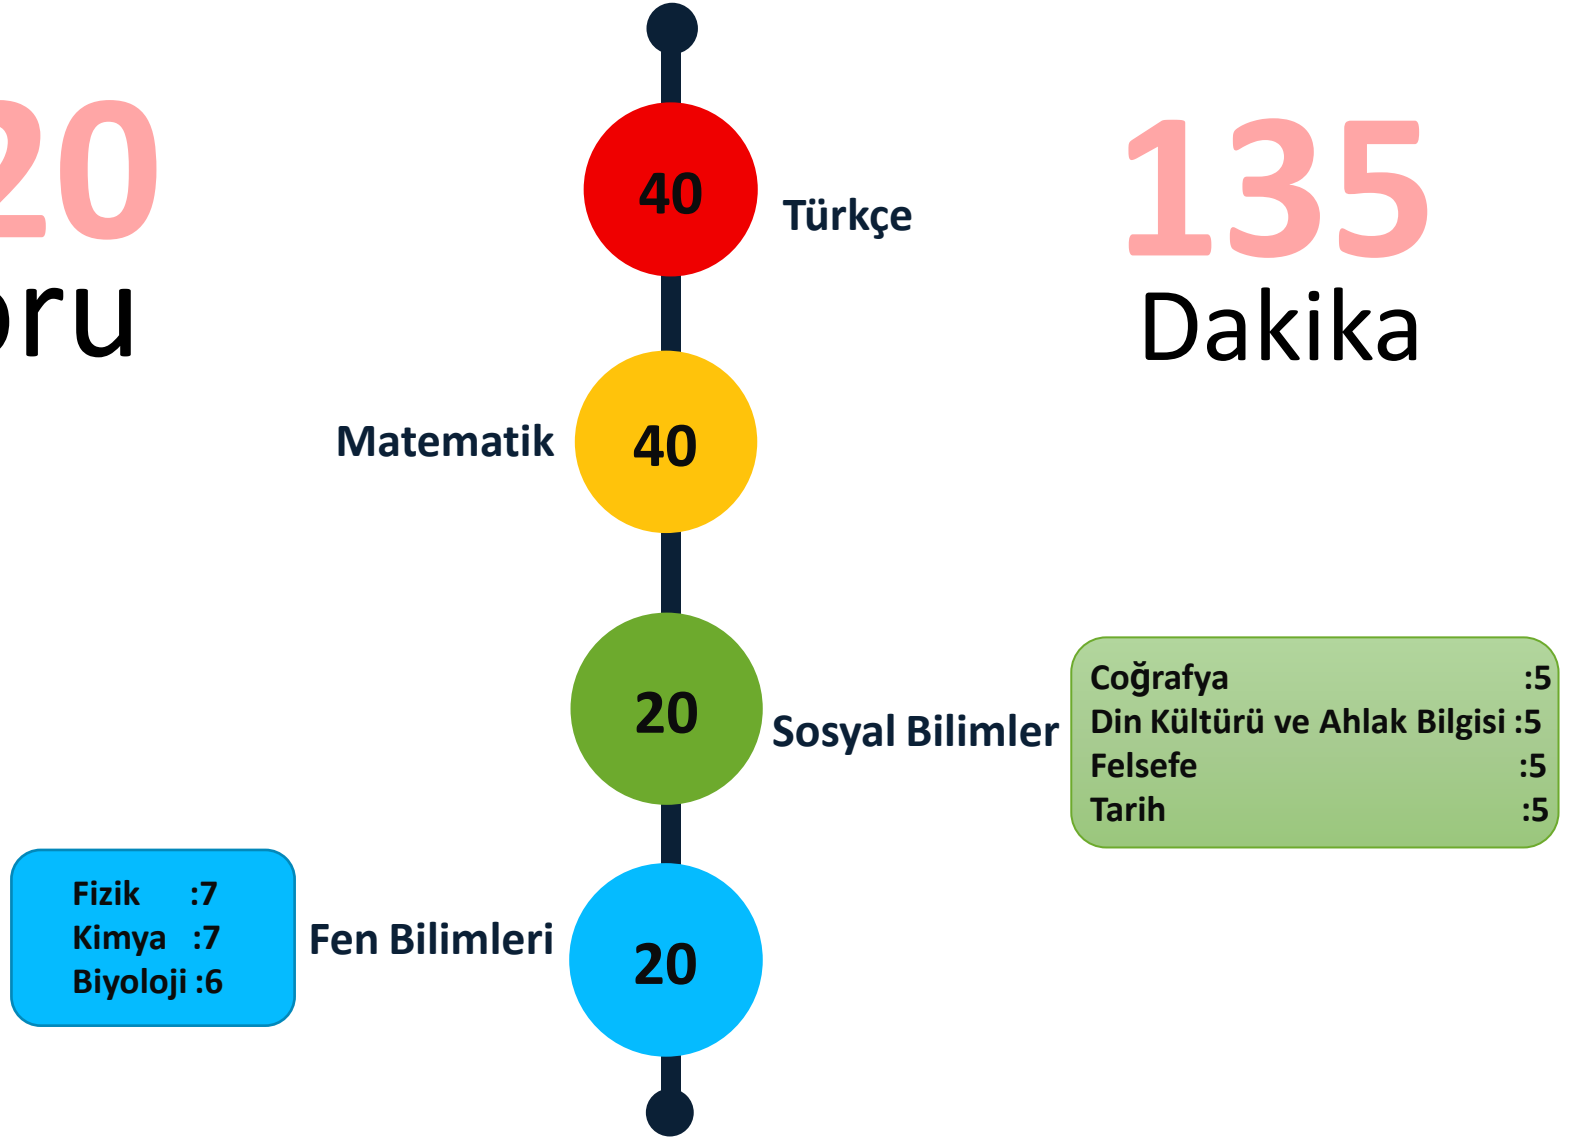 20
oru
40
Türkçe
135
Dakika
Matematik
40
20
Sosyal Bilimler
Coğrafya :5
Din Kültürü ve Ahlak Bilgisi :5
Felsefe :5
Tarih :5
Fizik :7
Kimya :7
Biyoloji :6
Fen Bilimleri
20